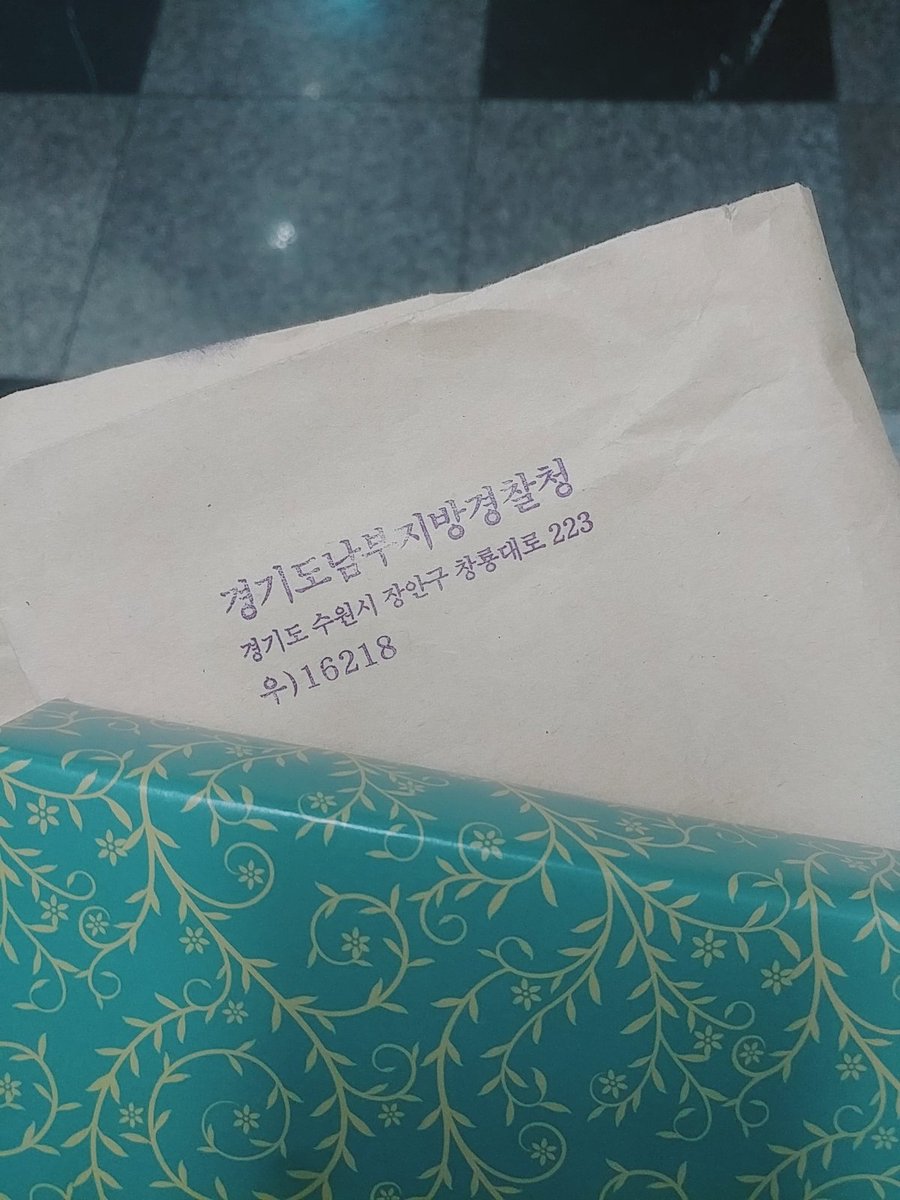 경기도남부지방경찰청
경기도 수원시 장안구 창룡대로 223
우)16218